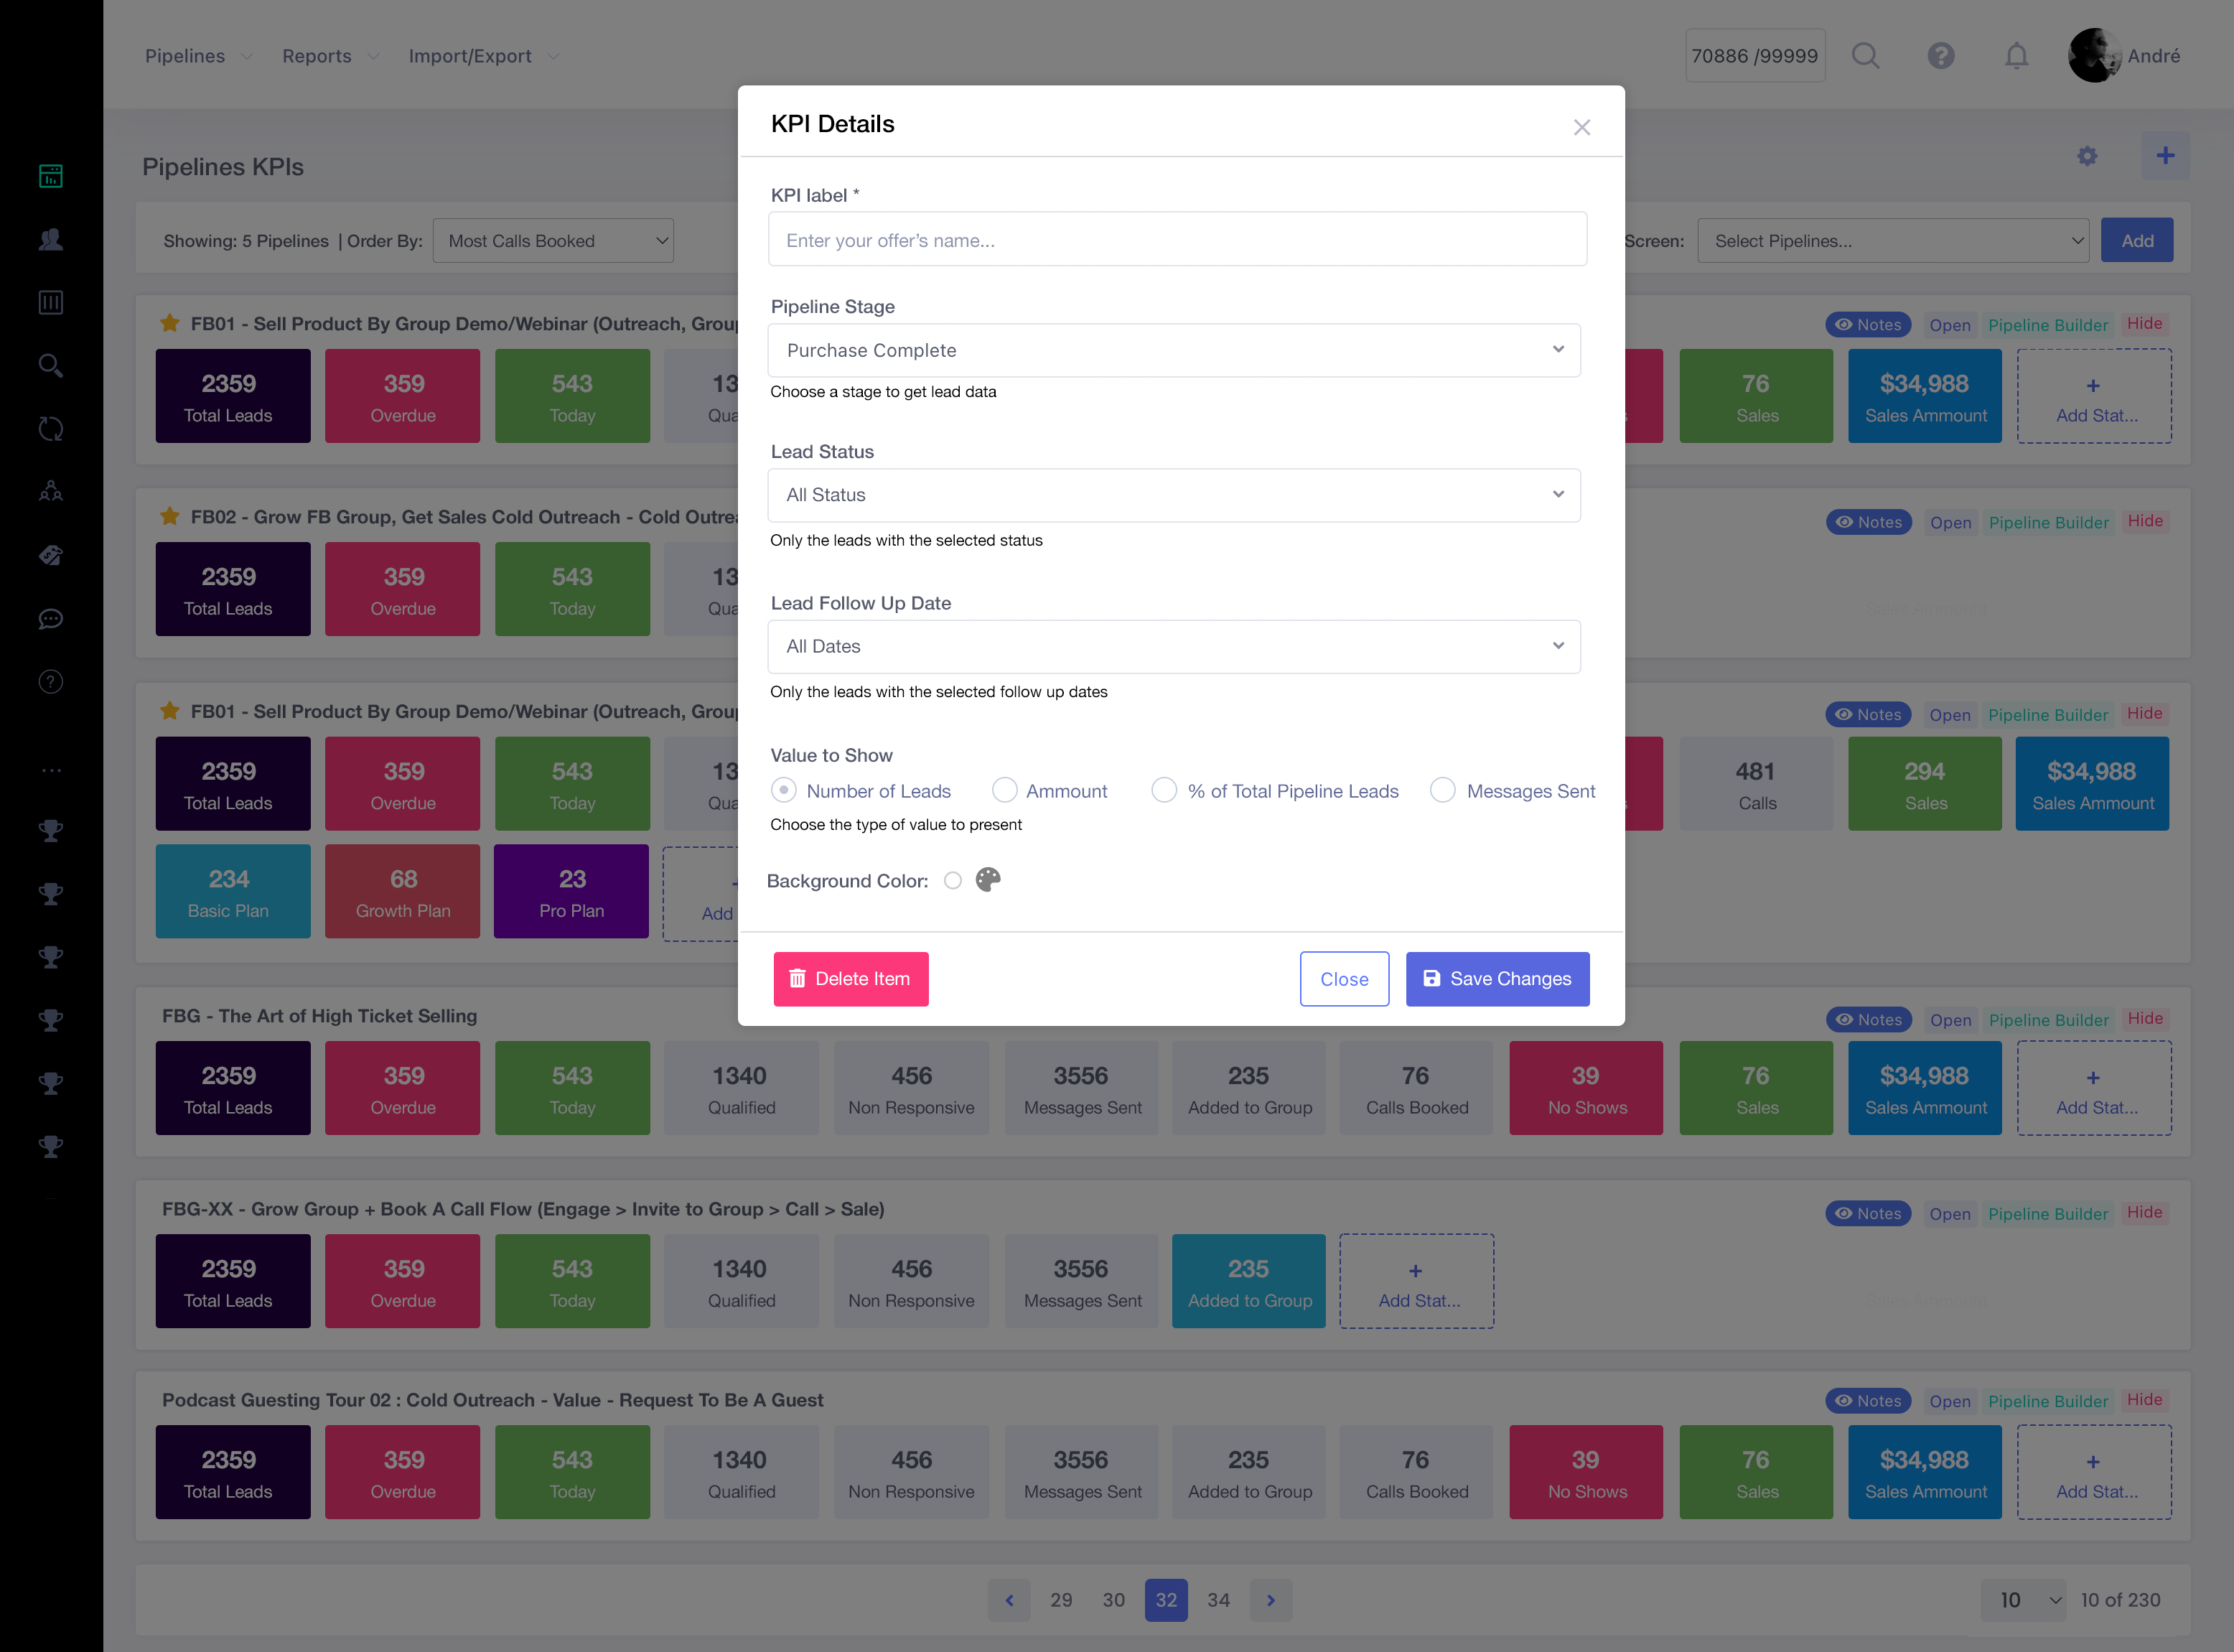 Pipelines Reports Import/Export 70886 /99999 André
Pipelines KPIs
Showing: 5 Pipelines | Order By: Most Calls Booked Screen: Select Pipelines... Add
KPI Details
KPI label *
Enter your offer's name...
Pipeline Stage
Purchase Complete
Choose a stage to get lead data
Lead Status
All Status
Only the leads with the selected status
Lead Follow Up Date
All Dates
Only the leads with the selected follow up dates
Value to Show
Number of Leads Ammount % of Total Pipeline Leads Messages Sent
Choose the type of value to present
Background Color:
Delete Item Close Save Changes
FB01 - Sell Product By Group Demo/Webinar (Outreach, Notes Open Pipeline Builder Hide
2359 359 543 76 $34,988 +
Total Leads Overdue Today Sales Sales Ammount Add Stat...
FB02 - Grow FB Group, Get Sales Cold Outreach - Cold Notes Open Pipeline Builder Hide
2359 359 543
Total Leads Overdue Today
FB01 - Sell Product By Group Demo/Webinar (Outreach, Notes Open Pipeline Builder Hide
2359 359 543 481 294 $34,988
Total Leads Overdue Today Calls Sales Sales Ammount
234 68 23
Basic Plan Growth Plan Pro Plan Add
FBG - The Art of High Ticket Selling Notes Open Pipeline Builder Hide
2359 359 543 1340 456 3556 235 76 39 76 $34,988 +
Total Leads Overdue Today Qualified Non Responsive Messages Sent Added to Group Calls Booked No Shows Sales Sales Ammount Add Stat...
FBG-XX - Grow Group + Book A Call Flow (Engage > Invite to Group > Call > Sale) Notes Open Pipeline Builder Hide
2359 359 543 1340 456 3556 235 +
Total Leads Overdue Today Qualified Non Responsive Messages Sent Added to Group Add Stat...
Podcast Guesting Tour 02 : Cold Outreach - Value - Request To Be A Guest Notes Open Pipeline Builder Hide
2359 359 543 1340 456 3556 235 76 39 76 $34,988 +
Total Leads Overdue Today Qualified Non Responsive Messages Sent Added to Group Calls Booked No Shows Sales Sales Ammount Add Stat...
29 30 32 34 10 10 of 230